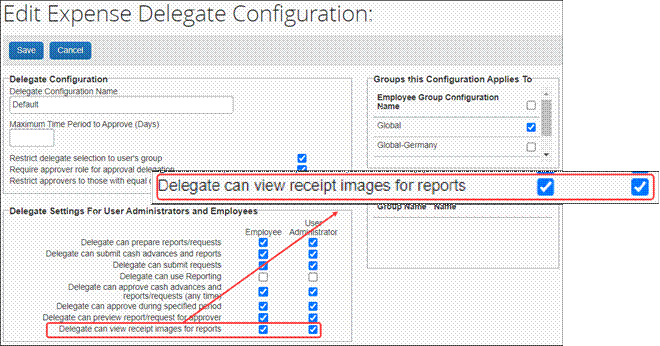 Edit Expense Delegate Configuration:
Save Cancel
Delegate Configuration
Delegate Configuration Name
Default
Maximum Time Period to Approve (Days)
Restrict delegate selection to user's group
Require approver role for approval delegation
Restrict approvers to those with equal
Groups this Configuration Applies To
Employee Group Configuration
Name
Global
Global-Germany
Delegate can view receipt images for reports
Group Name Name
Delegate Settings For User Administrators and Employees
Employee User
Administrator
Delegate can prepare reports/requests
Delegate can submit cash advances and reports
Delegate can submit requests
Delegate can use Reporting
Delegate can approve cash advances and
reports/requests (any time)
Delegate can approve during specified period
Delegate can preview report/request for approver
Delegate can view receipt images for reports